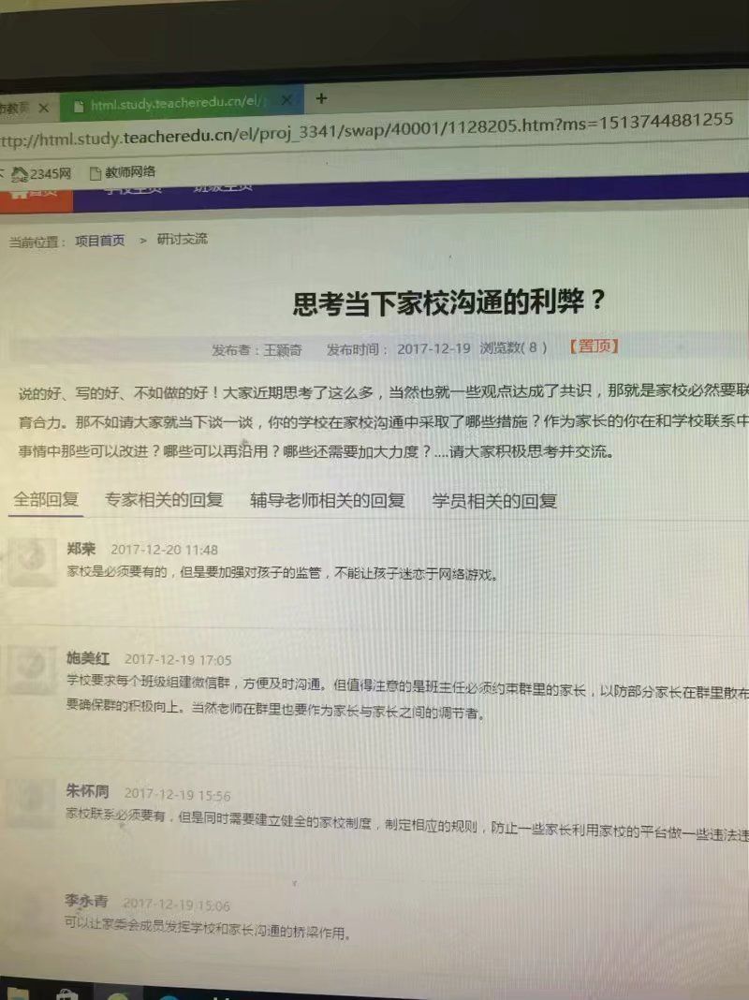 html.study.teacheredu.cn/el/p
ttp://html.study.teacheredu.cn/el/proj_3341/swap/40001/1128205.htm?ms=1513744881255
2345网 教师网络
首页 学校主页 班级主页
当前位置： 项目首页 > 研讨交流
思考当下家校沟通的利弊？
发布者：王颖奇 发布时间： 2017-12-19 浏览数( 8 ) 【置顶】
说的好、写的好、不如做的好！大家近期思考了这么多，当然也就一些观点达成了共识，那就是家校必然要联
育合力。那不如请大家就当下谈一谈，你的学校在家校沟通中采取了哪些措施？作为家长的你在和学校联系中
事情中那些可以改进？哪些可以再沿用？哪些还需要加大力度？....请大家积极思考并交流。
全部回复 专家相关的回复 辅导老师相关的回复 学员相关的回复
郑荣 2017-12-20 11:48
家校是必须要有的，但是要加强对孩子的监管，不能让孩子迷恋于网络游戏。
施美红 2017-12-19 17:05
学校要求每个班级组建微信群，方便及时沟通。但值得注意的是班主任必须约束群里的家长，以防部分家长在群里散布
要确保群的积极向上。当然老师在群里也要作为家长与家长之间的调节者。
朱怀周 2017-12-19 15:56
家校联系必须要有，但是同时需要建立健全的家校制度，制定相应的规则，防止一些家长利用家校的平台做一些违法违
李永青 2017-12-19 15:06
可以让家委会成员发挥学校和家长沟通的桥梁作用。